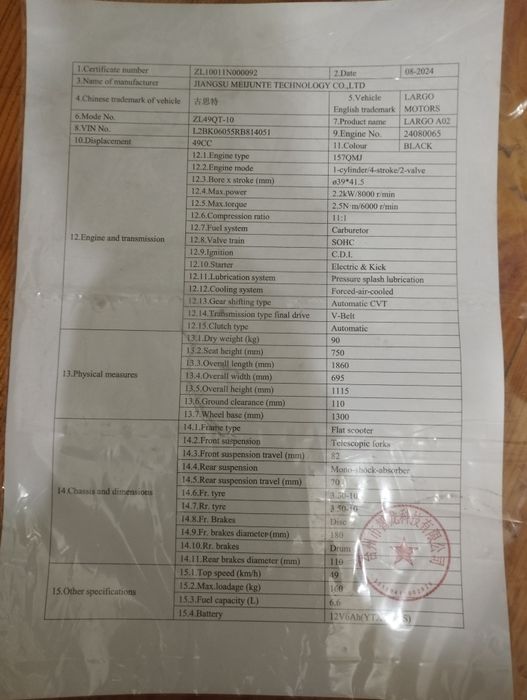 1.Certificate number ZL10011N000092 2.Date 08-2024
3.Name of manufacturer JIANGSU MEIJUNTE TECHNOLOGY CO.,LTD
4.Chinese trademark of vehicle 古思特 5.Vehicle English trademark LARGO MOTORS
6.Mode No. ZL49QT-10 7.Product name LARGO A02
8.VIN No. L2BK06055RB814051 9.Engine No. 24080065
10.Displacement 49CC 11.Colour BLACK
12.Engine and transmission
12.1.Engine type 157QMJ
12.2.Engine mode 1-cylinder/4-stroke/2-valve
12.3.Bore x stroke (mm) ø39*41.5
12.4.Max.power 2.2kW/8000 r/min
12.5.Max.torque 2.5N·m/6000 r/min
12.6.Compression ratio 11:1
12.7.Fuel system Carburetor
12.8.Valve train SOHC
12.9.Ignition C.D.I.
12.10.Starter Electric & Kick
12.11.Lubrication system Pressure splash lubrication
12.12.Cooling system Forced-air-cooled
12.13.Gear shifting type Automatic CVT
12.14.Transmission type final drive V-Belt
12.15.Clutch type Automatic
13.Physical measures
13.1.Dry weight (kg) 90
13.2.Seat height (mm) 750
13.3.Overall length (mm) 1860
13.4.Overall width (mm) 695
13.5.Overall height (mm) 1115
13.6.Ground clearance (mm) 110
13.7.Wheel base (mm) 1300
14.Chassis and dimensions
14.1.Frame type Flat scooter
14.2.Front suspension Telescopic forks
14.3.Front suspension travel (mm) 82
14.4.Rear suspension Mono-shock-absorber
14.5.Rear suspension travel (mm) 70
14.6.Fr. tyre 3.50-10
14.7.Rr. tyre 3.50-10
14.8.Fr. Brakes Disc
14.9.Fr. brakes diameter (mm) 180
14.10.Rr. brakes Drum
14.11.Rear brakes diameter (mm) 110
15.Other specifications
15.1.Top speed (km/h) 49
15.2.Max.loadage (kg) 160
15.3.Fuel capacity (L) 6.6
15.4.Battery